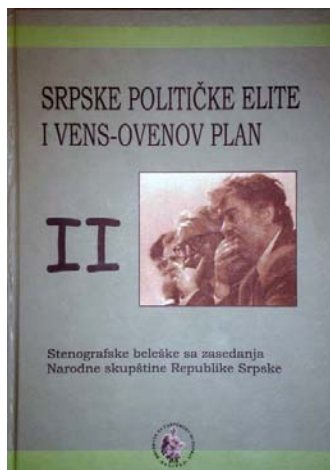 SRPSKE POLITIČKE ELITE
I VENS-OVENOV PLAN
II
Stenografske beleške sa zasedanja
Narodne skupštine Republike Srpske